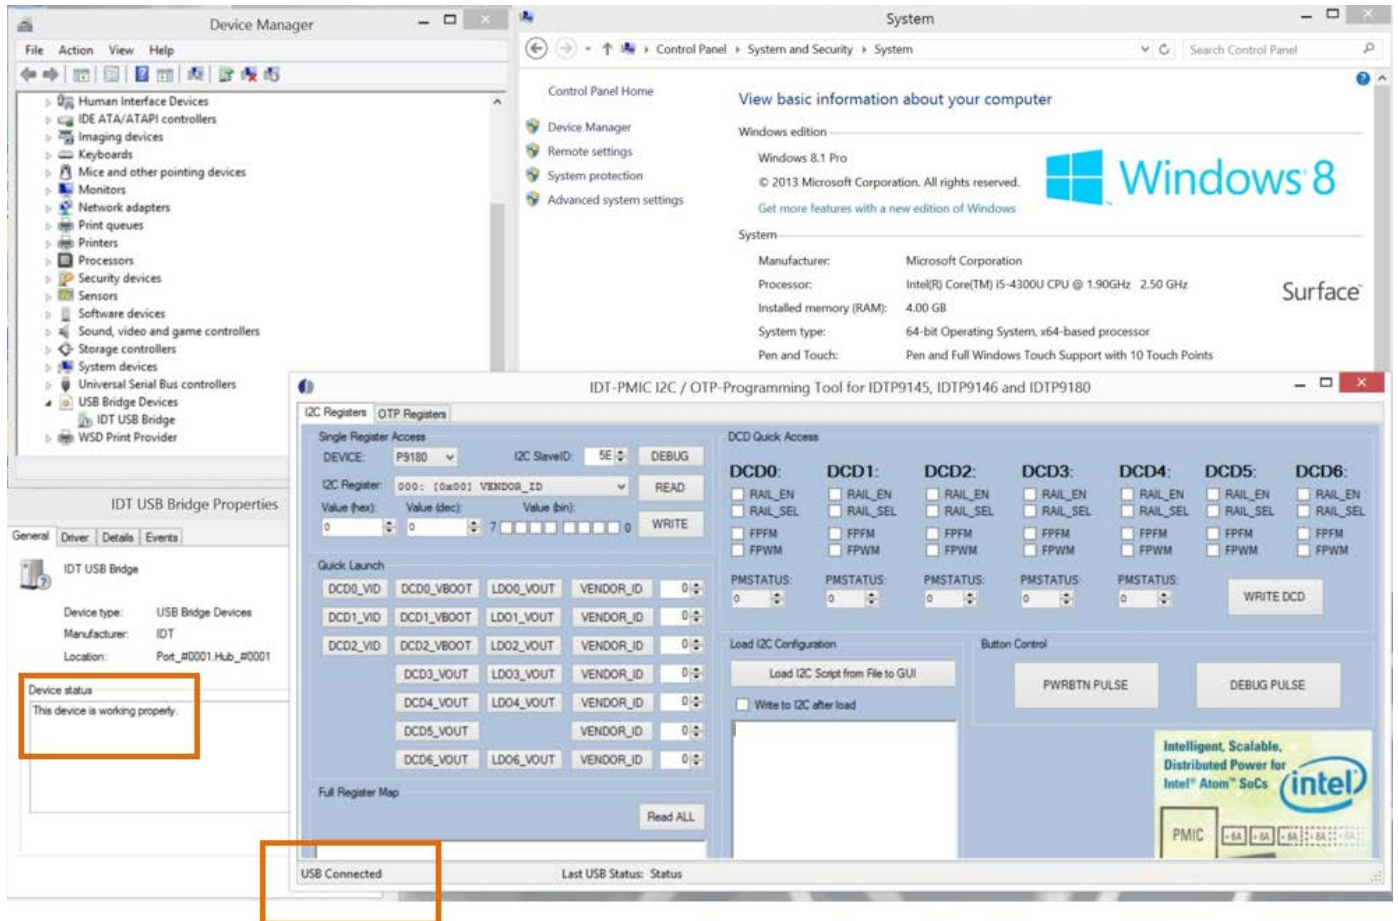 Device Manager
File Action View Help
Human Interface Devices
IDE ATA/ATAPI controllers
Imaging devices
Keyboards
Mice and other pointing devices
Monitors
Network adapters
Print queues
Printers
Processors
Security devices
Sensors
Software devices
Sound, video and game controllers
Storage controllers
System devices
Universal Serial Bus controllers
USB Bridge Devices
IDT USB Bridge
WSD Print Provider
System
Control Panel System and Security System
Search Control Panel
Control Panel Home
Device Manager
Remote settings
System protection
Advanced system settings
View basic information about your computer
Windows edition
Windows 8.1 Pro
© 2013 Microsoft Corporation. All rights reserved.
Get more features with a new edition of Windows
Windows 8
System
Manufacturer: Microsoft Corporation
Processor: Intel(R) Core(TM) i5-4300U CPU @ 1.90GHz 2.50 GHz
Installed memory (RAM): 4.00 GB
System type: 64-bit Operating System, x64-based processor
Pen and Touch: Pen and Full Windows Touch Support with 10 Touch Points
Surface
IDT USB Bridge Properties
General Driver Details Events
IDT USB Bridge
Device type: USB Bridge Devices
Manufacturer: IDT
Location: Port_#0001.Hub_#0001
Device status
This device is working properly.
IDT-PMIC I2C / OTP-Programming Tool for IDTP9145, IDTP9146 and IDTP9180
I2C Registers OTP Registers
Single Register Access
DEVICE: P9180 I2C SlaveID: 5E DEBUG
I2C Register: 000: [0x00] VENDOR_ID READ
Value (hex): Value (dec): Value (bin):
0 0 7 0 WRITE
Quick Launch
DCD0_VID DCD0_VBOOT LDO0_VOUT VENDOR_ID 0
DCD1_VID DCD1_VBOOT LDO1_VOUT VENDOR_ID 0
DCD2_VID DCD2_VBOOT LDO2_VOUT VENDOR_ID 0
DCD3_VOUT LDO3_VOUT VENDOR_ID 0
DCD4_VOUT LDO4_VOUT VENDOR_ID 0
DCD5_VOUT VENDOR_ID 0
DCD6_VOUT LDO6_VOUT VENDOR_ID 0
Full Register Map
Read ALL
DCD Quick Access
DCD0: DCD1: DCD2: DCD3: DCD4: DCD5: DCD6:
RAIL_EN RAIL_EN RAIL_EN RAIL_EN RAIL_EN RAIL_EN RAIL_EN
RAIL_SEL RAIL_SEL RAIL_SEL RAIL_SEL RAIL_SEL RAIL_SEL RAIL_SEL
FPFM FPFM FPFM FPFM FPFM FPFM FPFM
FPWM FPWM FPWM FPWM FPWM FPWM FPWM
PMSTATUS: PMSTATUS: PMSTATUS: PMSTATUS: PMSTATUS:
0 0 0 0 0 WRITE DCD
Load I2C Configuration
Load I2C Script from File to GUI
Write to I2C after load
Button Control
PWRBTN PULSE DEBUG PULSE
Intelligent, Scalable,
Distributed Power for
Intel® Atom™ SoCs
intel
PMIC
USB Connected Last USB Status: Status